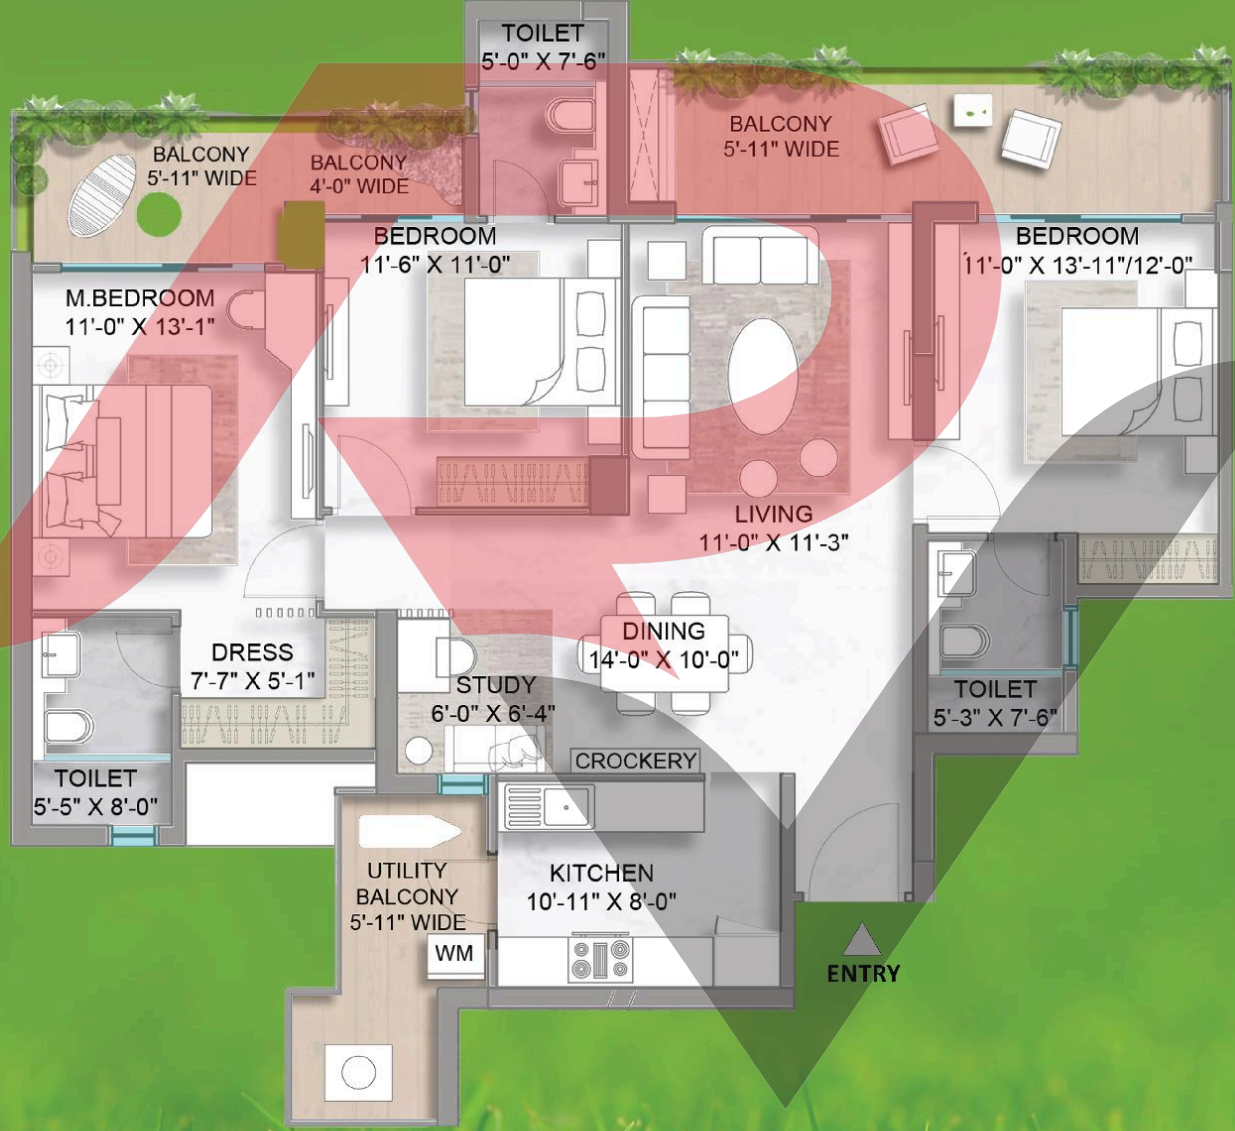 TOILET
5'-0" X 7'-6"
BALCONY
5'-11" WIDE
BALCONY
4'-0" WIDE
BALCONY
5'-11" WIDE
BEDROOM
11'-6" X 11'-0"
BEDROOM
11'-0" X 13'-11"/12'-0"
M.BEDROOM
11'-0" X 13'-1"
LIVING
11'-0" X 11'-3"
DINING
14'-0" X 10'-0"
DRESS
7'-7" X 5'-1"
STUDY
6'-0" X 6'-4"
TOILET
5'-3" X 7'-6"
CROCKERY
TOILET
5'-5" X 8'-0"
UTILITY
BALCONY
5'-11" WIDE
KITCHEN
10'-11" X 8'-0"
WM
ENTRY